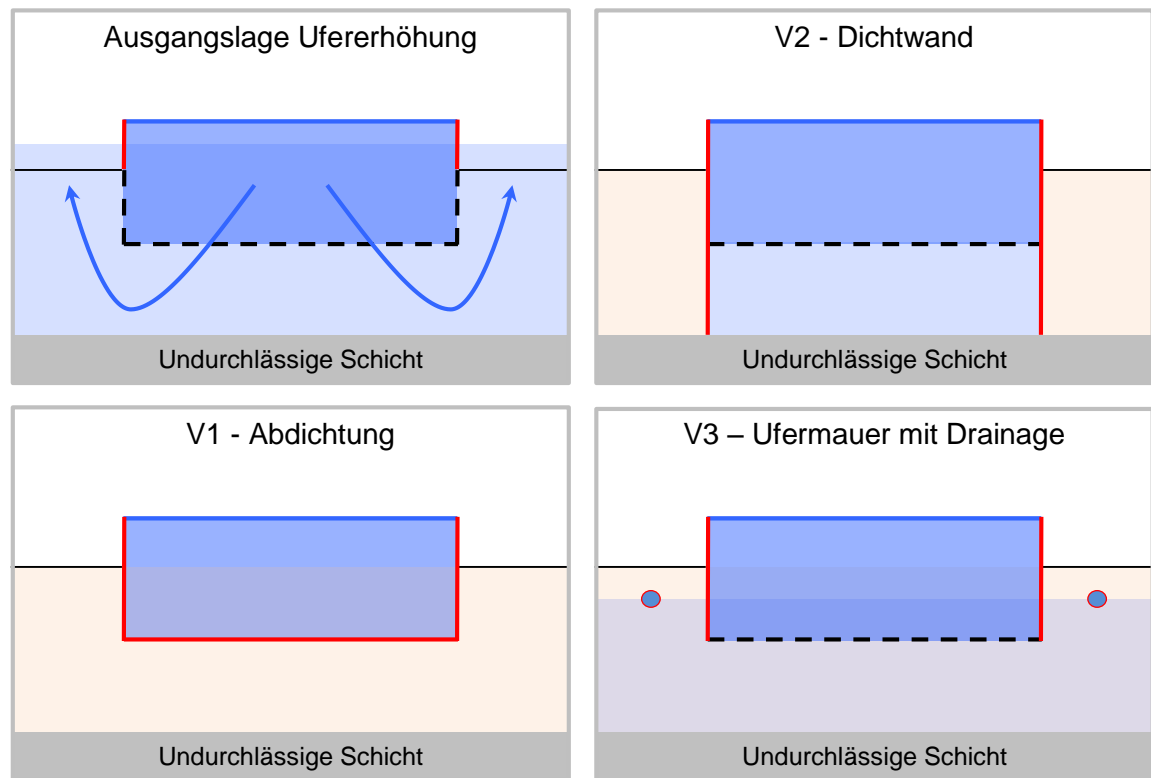 Ausgangslage Ufererhöhung
Undurchlässige Schicht
V2 - Dichtwand
Undurchlässige Schicht
V1 - Abdichtung
Undurchlässige Schicht
V3 – Ufermauer mit Drainage
Undurchlässige Schicht